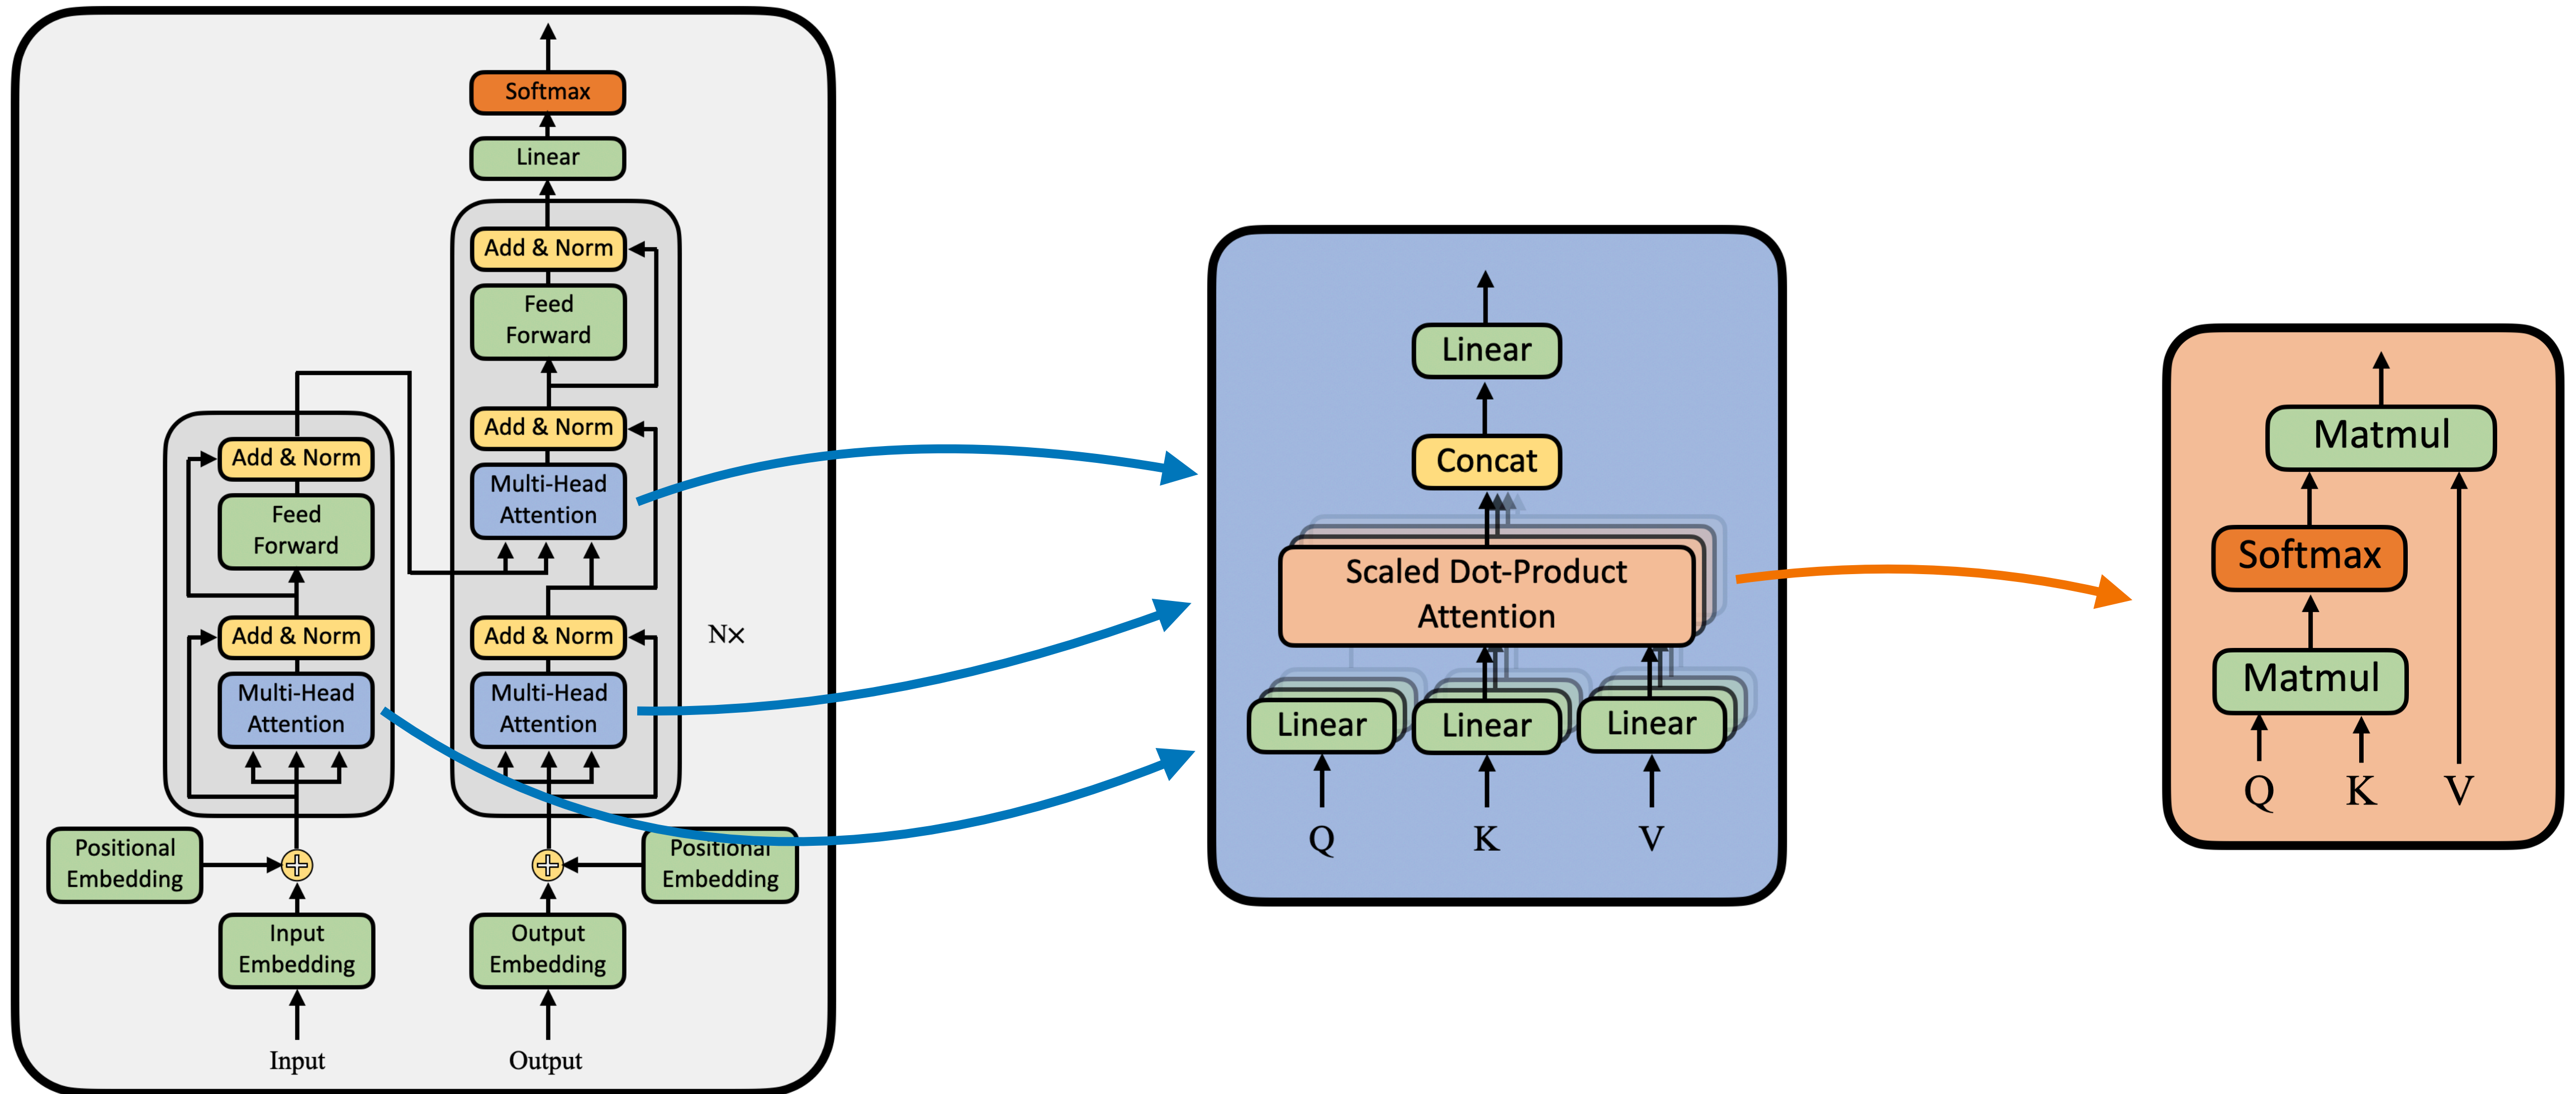 Softmax
Linear
Add & Norm
Feed
Forward
Add & Norm
Multi-Head
Attention
Add & Norm
Multi-Head
Attention
Add & Norm
Feed
Forward
Add & Norm
Multi-Head
Attention
N×
Positional
Embedding
Positional
Embedding
Input
Embedding
Output
Embedding
Input
Output
Linear
Concat
Scaled Dot-Product
Attention
Linear
Linear
Linear
Q
K
V
Matmul
Softmax
Matmul
Q
K
V